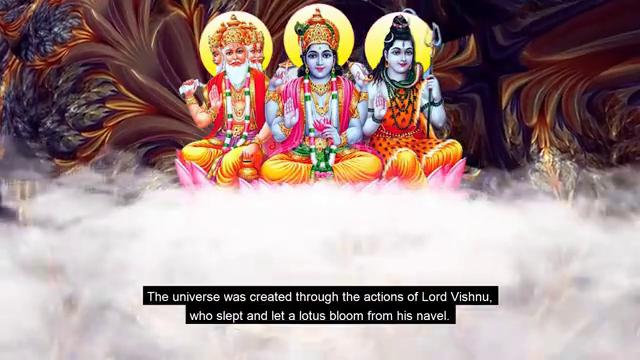 The universe was created through the actions of Lord Vishnu,
who slept and let a lotus bloom from his navel.